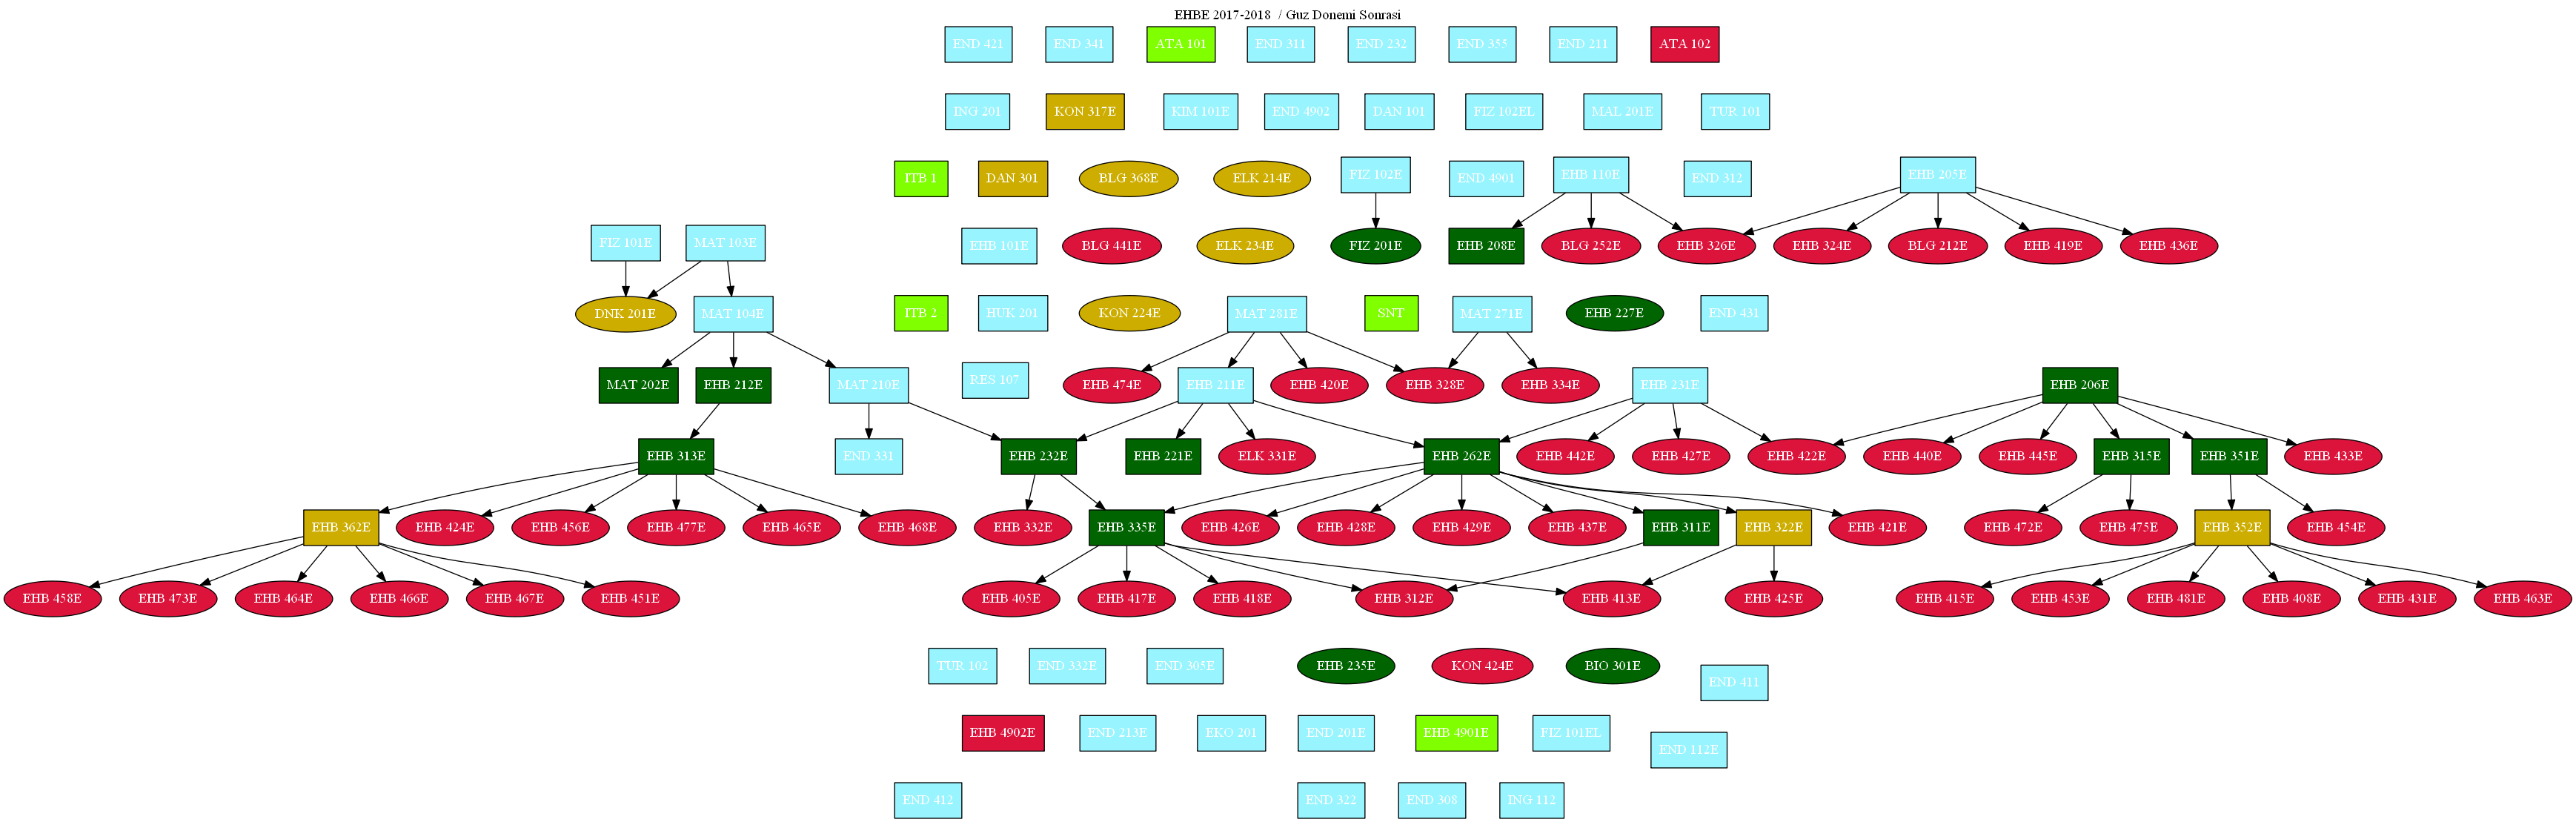 EHBE 2017-2018 / Guz Donemi Sonrasi
END 421 END 341 ATA 101 END 311 END 232 END 355 END 211 ATA 102
ING 201 KON 317E KIM 101E END 4902 DAN 101 FIZ 102EL MAL 201E TUR 101
ITB 1 DAN 301 BLG 368E ELK 214E FIZ 102E END 4901 EHB 110E END 312 EHB 205E
FIZ 101E MAT 103E EHB 101E BLG 441E ELK 234E FIZ 201E EHB 208E BLG 252E EHB 326E EHB 324E BLG 212E EHB 419E EHB 436E
DNK 201E MAT 104E ITB 2 HUK 201 KON 224E MAT 281E SNT MAT 271E EHB 227E END 431
MAT 202E EHB 212E MAT 210E RES 107 EHB 474E EHB 211E EHB 420E EHB 328E EHB 334E EHB 231E EHB 206E
EHB 313E END 331 EHB 232E EHB 221E ELK 331E EHB 262E EHB 442E EHB 427E EHB 422E EHB 440E EHB 445E EHB 315E EHB 351E EHB 433E
EHB 362E EHB 424E EHB 456E EHB 477E EHB 465E EHB 468E EHB 332E EHB 335E EHB 426E EHB 428E EHB 429E EHB 437E EHB 311E EHB 322E EHB 421E EHB 472E EHB 475E EHB 352E EHB 454E
EHB 458E EHB 473E EHB 464E EHB 466E EHB 467E EHB 451E EHB 405E EHB 417E EHB 418E EHB 312E EHB 413E EHB 425E EHB 415E EHB 453E EHB 481E EHB 408E EHB 431E EHB 463E
TUR 102 END 332E END 305E EHB 235E KON 424E BIO 301E END 411
EHB 4902E END 213E EKO 201 END 201E EHB 4901E FIZ 101EL END 112E
END 412 END 322 END 308 ING 112